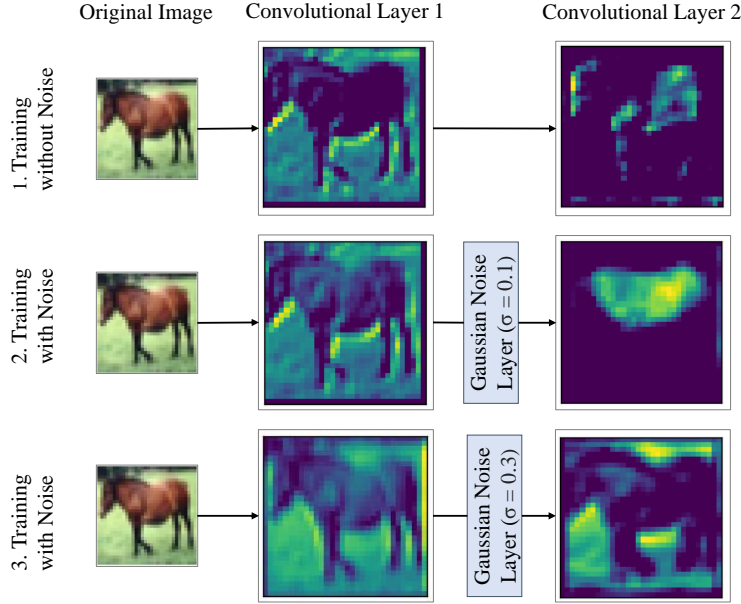 Original Image
Convolutional Layer 1
Convolutional Layer 2
1. Training
without Noise
2. Training
with Noise
Gaussian Noise
Layer (σ = 0.1)
3. Training
with Noise
Gaussian Noise
Layer (σ = 0.3)